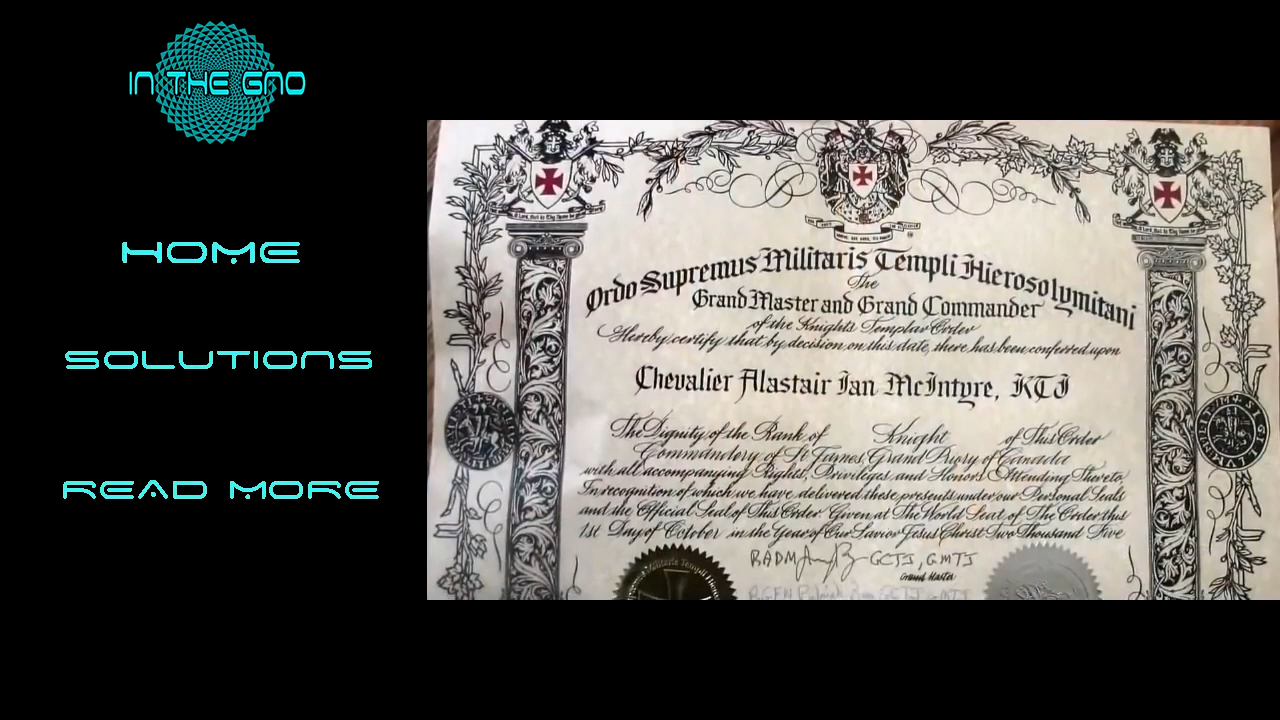 IN THE GNO
HOME
SOLUTIONS
READ MORE
Ordo Supremus Militaris Templi Hierosolymitani
The
Grand Master and Grand Commander
of the Knights Templar Order
Hereby certify that by decision on this date, there has been conferred upon
Chevalier Alastair Ian McIntyre, KTJ
The Dignity of the Rank of Knight of This Order
Commandery of St James Grand Priory of Canada
with all accompanying Rights, Priviliges and Honors Attending Thereto.
In recognition of which we have delivered these presents under our Personal Seals
and the Official Seal of This Order. Given at The World Seat of The Order this
1st Day of October in the Year of Our Savior Jesus Christ Two Thousand Five
RADM GCTJ, GMTJ
Grand Master